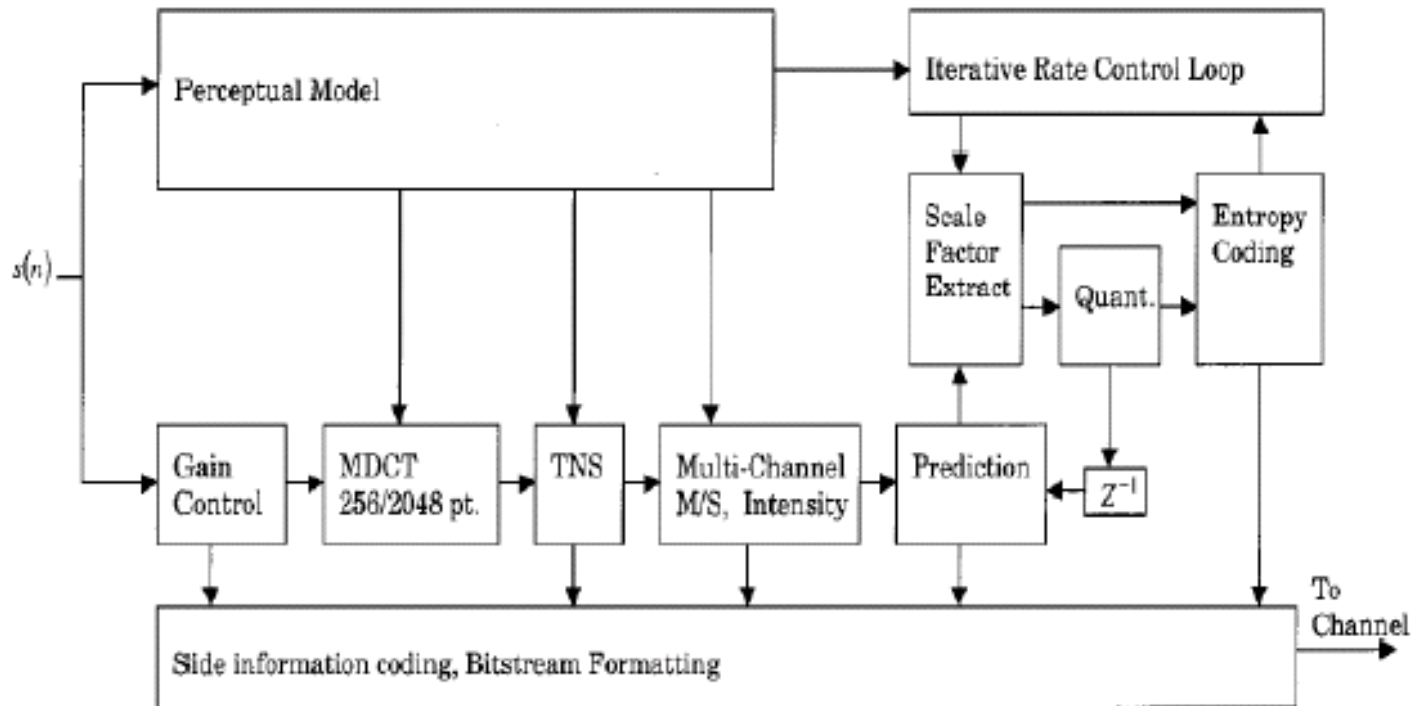 Perceptual Model
Iterative Rate Control Loop
s(n)
Scale
Factor
Extract
Quant.
Entropy
Coding
Gain
Control
MDCT
256/2048 pt.
TNS
Multi-Channel
M/S, Intensity
Prediction
Z⁻¹
To
Channel
Side information coding, Bitstream Formatting